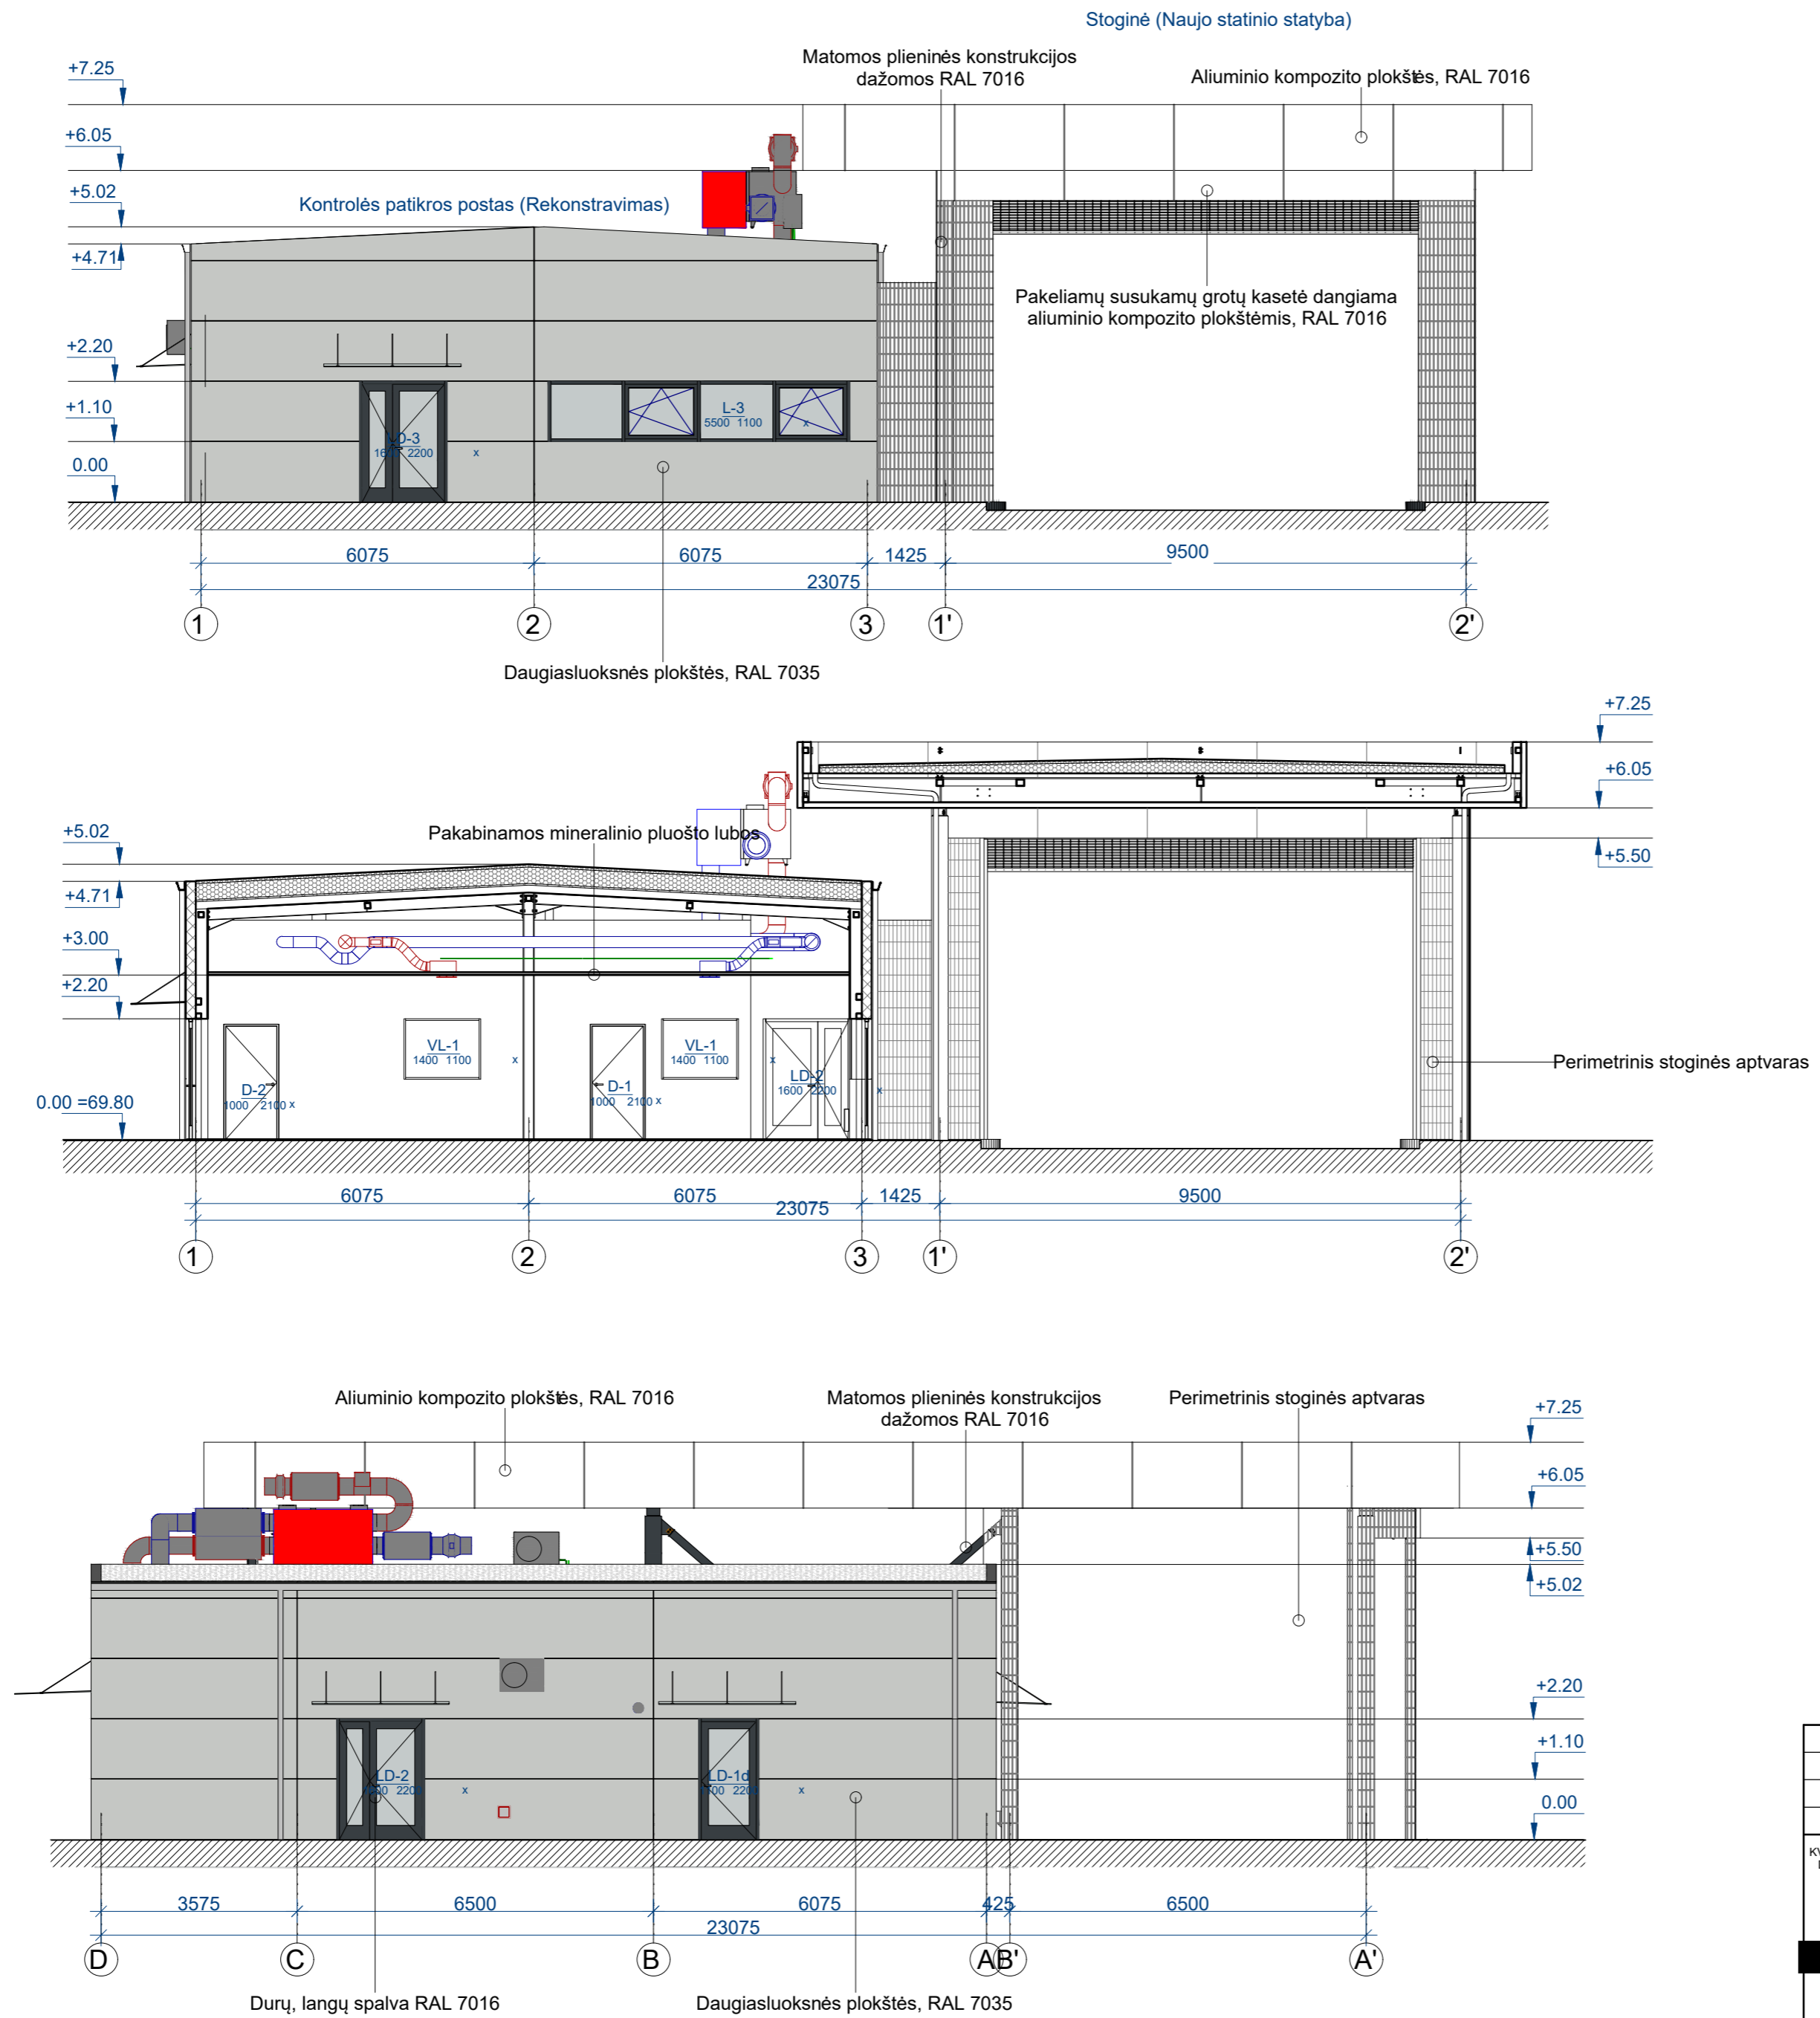 Stoginė (Naujo statinio statyba)
Matomos plieninės konstrukcijos
dažomos RAL 7016
Aliuminio kompozito plokštės, RAL 7016
+7.25
+6.05
+5.02
Kontrolės patikros postas (Rekonstravimas)
+4.71
Pakeliamų susukamų grotų kasetė dangiama
aliuminio kompozito plokštėmis, RAL 7016
+2.20
+1.10
L-3
5500 1100 x
LD-3
1600 2200 x
0.00
6075 6075 1425 9500
23075
1 2 3 1' 2'
Daugiasluoksnės plokštės, RAL 7035
+7.25
+6.05
Pakabinamos mineralinio pluošto lubos
+5.02
+5.50
+4.71
+3.00
+2.20
VL-1
1400 1100 x
VL-1
1400 1100 x
Perimetrinis stoginės aptvaras
D-2
1000 2100 x
D-1
1000 2100 x
LD-2
1600 2200 x
0.00 =69.80
6075 6075 1425 9500
23075
1 2 3 1' 2'
Aliuminio kompozito plokštės, RAL 7016
Matomos plieninės konstrukcijos
dažomos RAL 7016
Perimetrinis stoginės aptvaras
+7.25
+6.05
+5.50
+5.02
+2.20
+1.10
LD-2
2200 x
LD-1d
2200 x
0.00
3575 6500 6075 425 6500
23075
D C B A B' A'
Durų, langų spalva RAL 7016
Daugiasluoksnės plokštės, RAL 7035